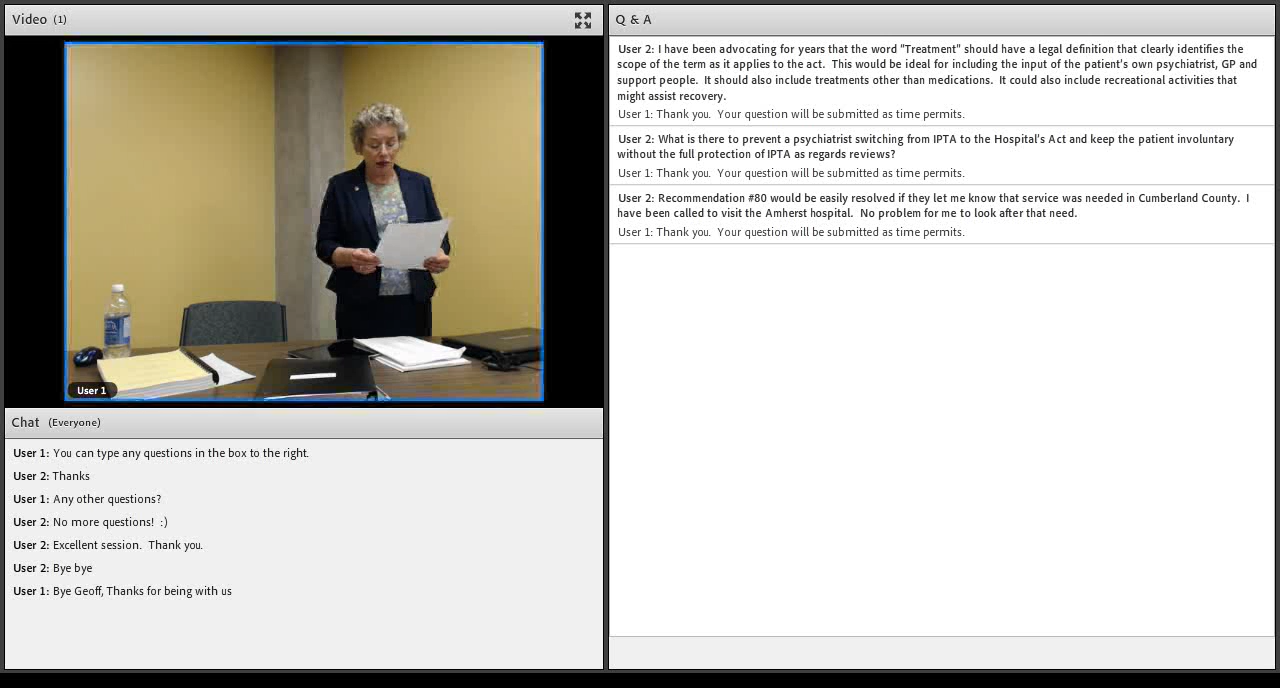 Video (1)
User 1
Chat (Everyone)
User 1: You can type any questions in the box to the right.
User 2: Thanks
User 1: Any other questions?
User 2: No more questions!  :)
User 2: Excellent session.  Thank you.
User 2: Bye bye
User 1: Bye Geoff, Thanks for being with us
Q & A
User 2: I have been advocating for years that the word "Treatment" should have a legal definition that clearly identifies the
scope of the term as it applies to the act.  This would be ideal for including the input of the patient's own psychiatrist, GP and
support people.  It should also include treatments other than medications.  It could also include recreational activities that
might assist recovery.
User 1: Thank you.  Your question will be submitted as time permits.
User 2: What is there to prevent a psychiatrist switching from IPTA to the Hospital's Act and keep the patient involuntary
without the full protection of IPTA as regards reviews?
User 1: Thank you.  Your question will be submitted as time permits.
User 2: Recommendation #80 would be easily resolved if they let me know that service was needed in Cumberland County.  I
have been called to visit the Amherst hospital.  No problem for me to look after that need.
User 1: Thank you.  Your question will be submitted as time permits.